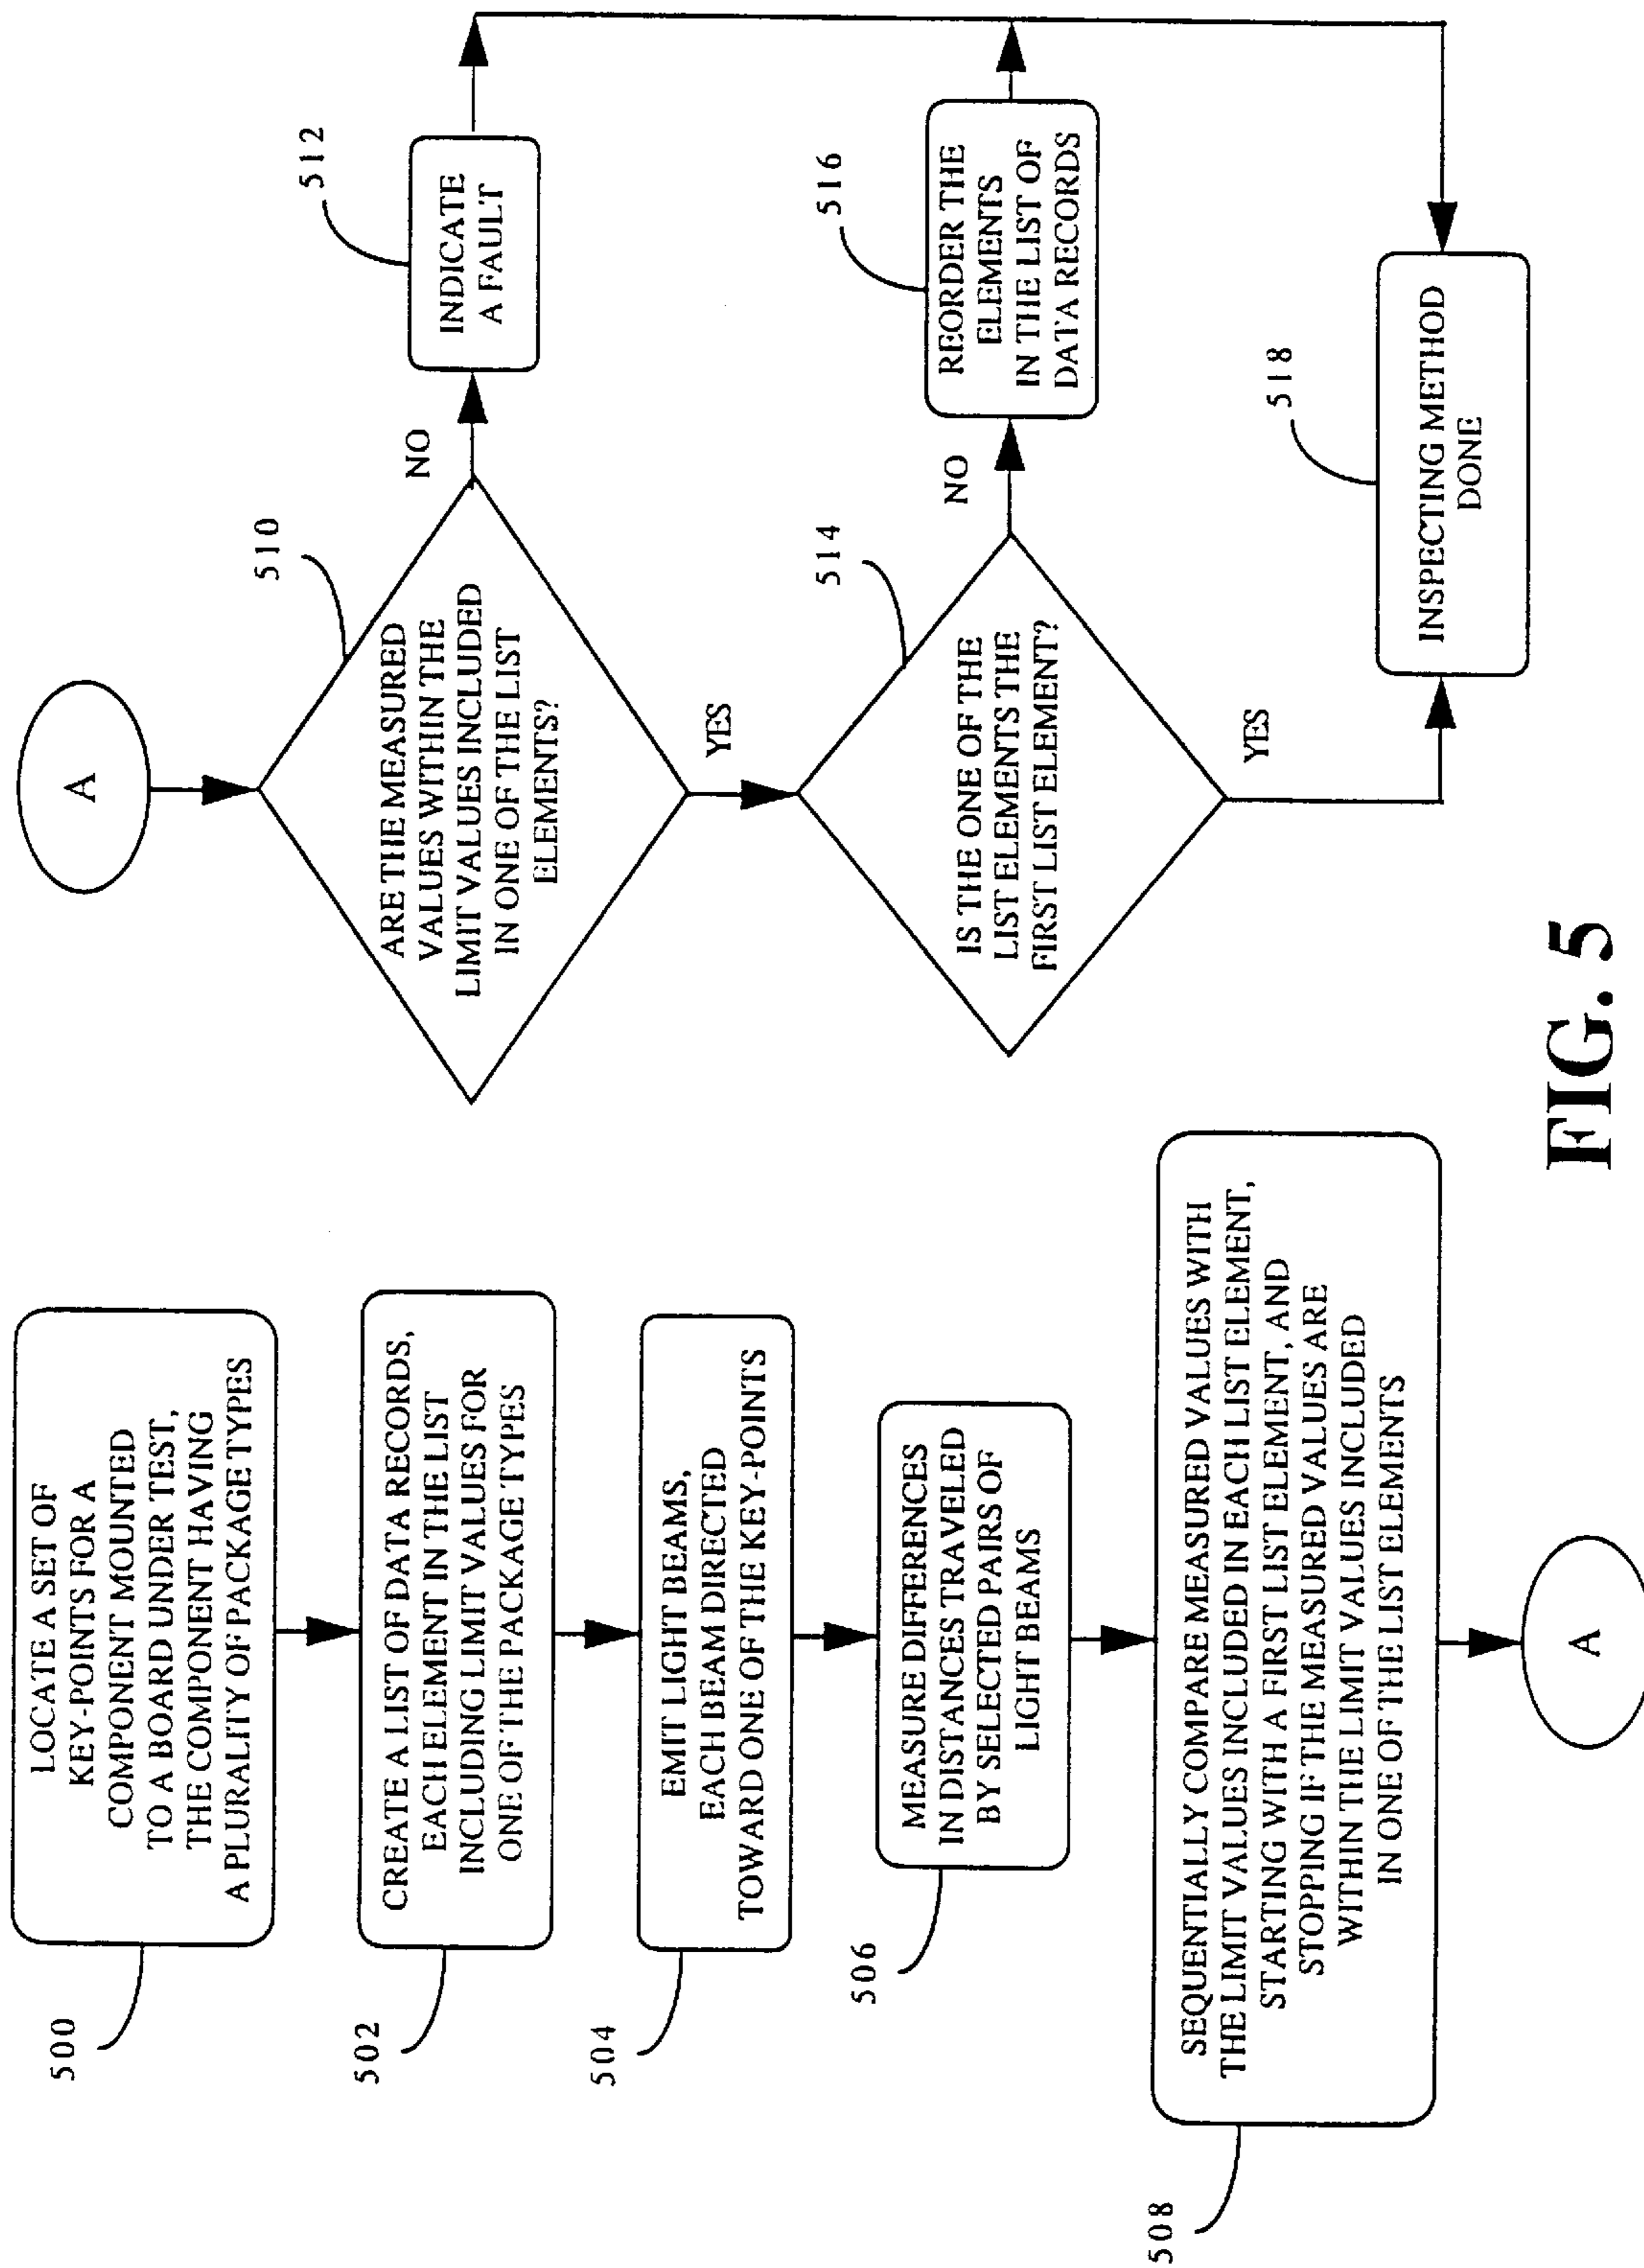 500
LOCATE A SET OF
KEY-POINTS FOR A
COMPONENT MOUNTED
TO A BOARD UNDER TEST,
THE COMPONENT HAVING
A PLURALITY OF PACKAGE TYPES
502
CREATE A LIST OF DATA RECORDS,
EACH ELEMENT IN THE LIST
INCLUDING LIMIT VALUES FOR
ONE OF THE PACKAGE TYPES
504
EMIT LIGHT BEAMS,
EACH BEAM DIRECTED
TOWARD ONE OF THE KEY-POINTS
506
MEASURE DIFFERENCES
IN DISTANCES TRAVELED
BY SELECTED PAIRS OF
LIGHT BEAMS
508
SEQUENTIALLY COMPARE MEASURED VALUES WITH
THE LIMIT VALUES INCLUDED IN EACH LIST ELEMENT,
STARTING WITH A FIRST LIST ELEMENT, AND
STOPPING IF THE MEASURED VALUES ARE
WITHIN THE LIMIT VALUES INCLUDED
IN ONE OF THE LIST ELEMENTS
A
A
510
ARE THE MEASURED
VALUES WITHIN THE
LIMIT VALUES INCLUDED
IN ONE OF THE LIST
ELEMENTS?
NO
512
INDICATE
A FAULT
YES
514
IS THE ONE OF THE
LIST ELEMENTS THE
FIRST LIST ELEMENT?
NO
516
REORDER THE
ELEMENTS
IN THE LIST OF
DATA RECORDS
YES
518
INSPECTING METHOD
DONE
FIG. 5